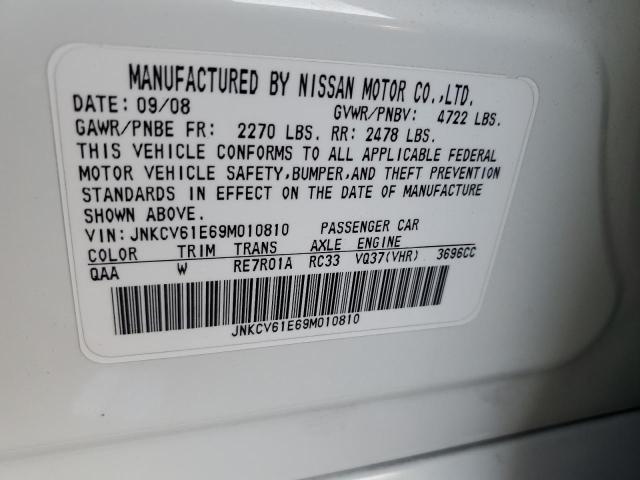 MANUFACTURED BY NISSAN MOTOR CO.,LTD.
DATE: 09/08 GVWR/PNBV: 4722 LBS.
GAWR/PNBE FR: 2270 LBS. RR: 2478 LBS.
THIS VEHICLE CONFORMS TO ALL APPLICABLE FEDERAL
MOTOR VEHICLE SAFETY,BUMPER,AND THEFT PREVENTION
STANDARDS IN EFFECT ON THE DATE OF MANUFACTURE
SHOWN ABOVE.
VIN: JNKCV61E69M010810 PASSENGER CAR
COLOR TRIM TRANS AXLE ENGINE
QAA W RE7R01A RC33 VQ37(VHR) 3696CC
JNKCV61E69M010810